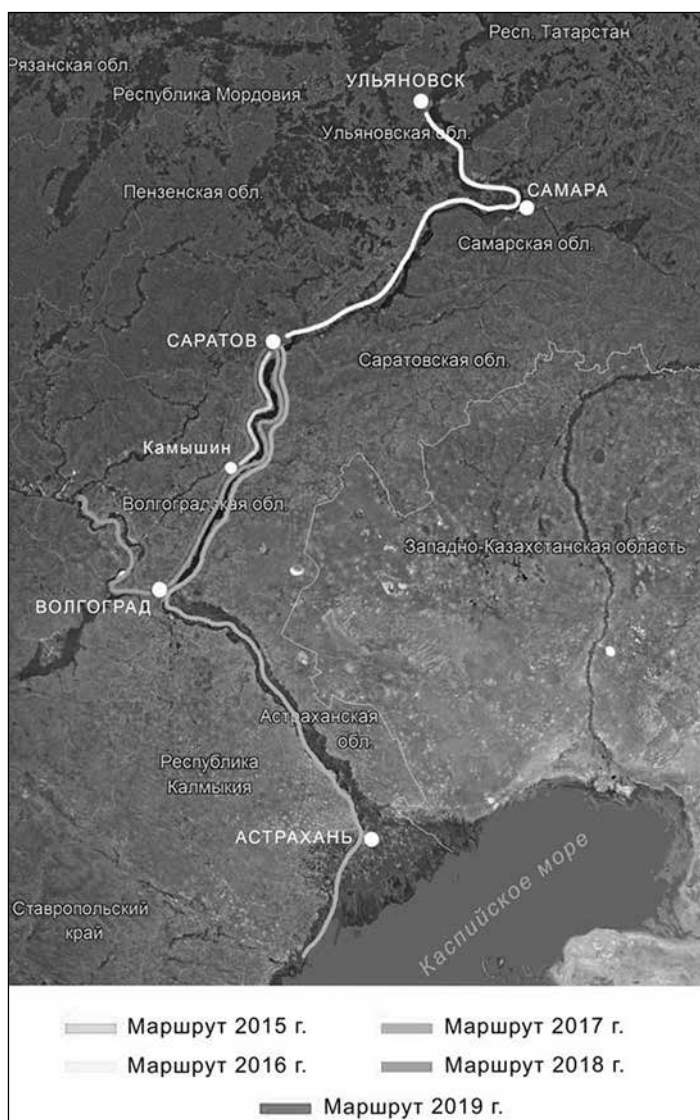 Респ. Татарстан
Рязанская обл.
УЛЬЯНОВСК
Республика Мордовия
Ульяновская обл.
Пензенская обл.
САМАРА
Самарская обл.
САРАТОВ
Саратовская обл.
Камышин
Волгоградская обл.
Западно-Казахстанская область
ВОЛГОГРАД
Астраханская
обл.
Республика
Калмыкия
АСТРАХАНЬ
Каспийское море
Ставропольский
край
Маршрут 2015 г.
Маршрут 2017 г.
Маршрут 2016 г.
Маршрут 2018 г.
Маршрут 2019 г.